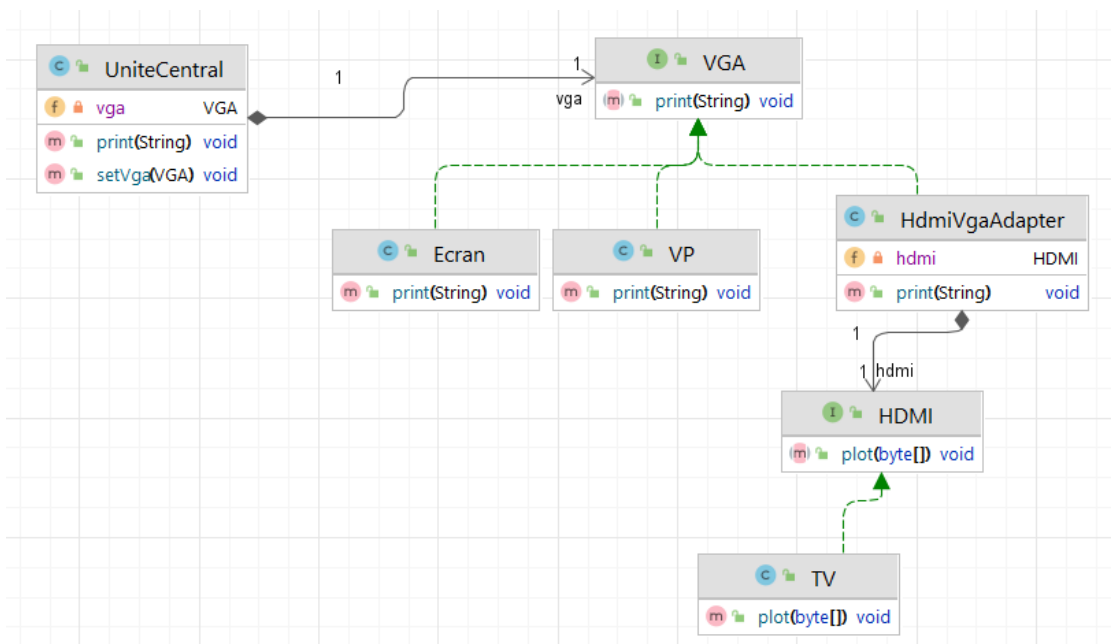 UniteCentral
vga VGA
print(String) void
setVga(VGA) void
1
1
vga
VGA
print(String) void
Ecran
print(String) void
VP
print(String) void
HdmiVgaAdapter
hdmi HDMI
print(String) void
1
1 hdmi
HDMI
plot(byte[]) void
TV
plot(byte[]) void